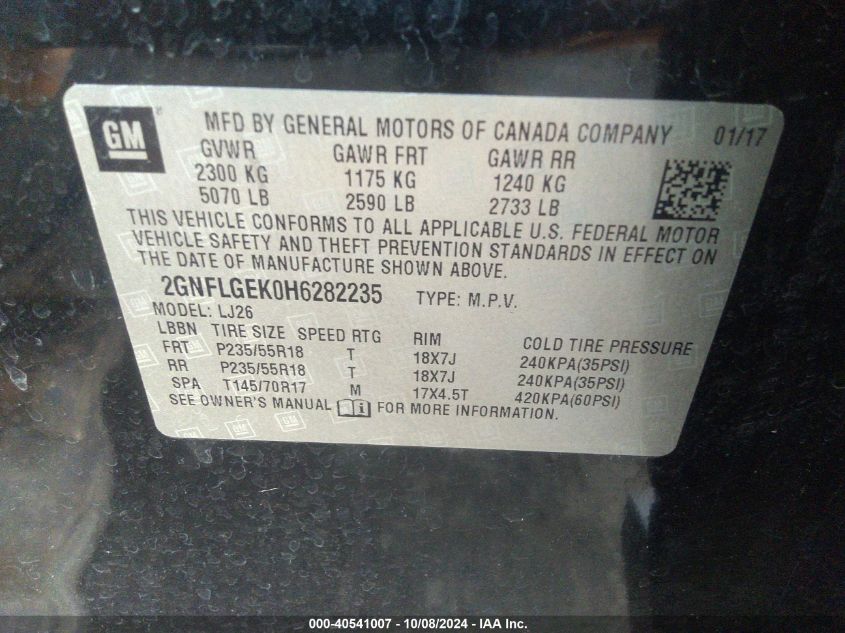 GM MFD BY GENERAL MOTORS OF CANADA COMPANY 01/17
GVWR GAWR FRT GAWR RR
2300 KG 1175 KG 1240 KG
5070 LB 2590 LB 2733 LB
THIS VEHICLE CONFORMS TO ALL APPLICABLE U.S. FEDERAL MOTOR
VEHICLE SAFETY AND THEFT PREVENTION STANDARDS IN EFFECT ON
THE DATE OF MANUFACTURE SHOWN ABOVE.
2GNFLGEK0H6282235 TYPE: M.P.V.
MODEL: LJ26
LBBN TIRE SIZE SPEED RTG RIM COLD TIRE PRESSURE
FRT P235/55R18 T 18X7J 240KPA(35PSI)
RR P235/55R18 T 18X7J 240KPA(35PSI)
SPA T145/70R17 M 17X4.5T 420KPA(60PSI)
SEE OWNER'S MANUAL FOR MORE INFORMATION.
000-40541007 - 10/08/2024 - IAA Inc.